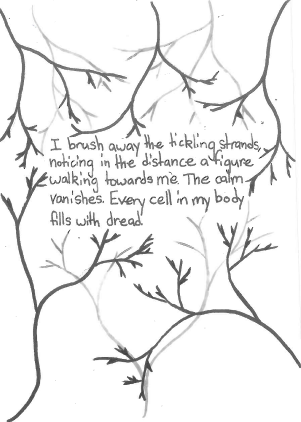 I brush away the tickling strands,
noticing in the distance a figure
walking towards me. The calm
vanishes. Every cell in my body
fills with dread.